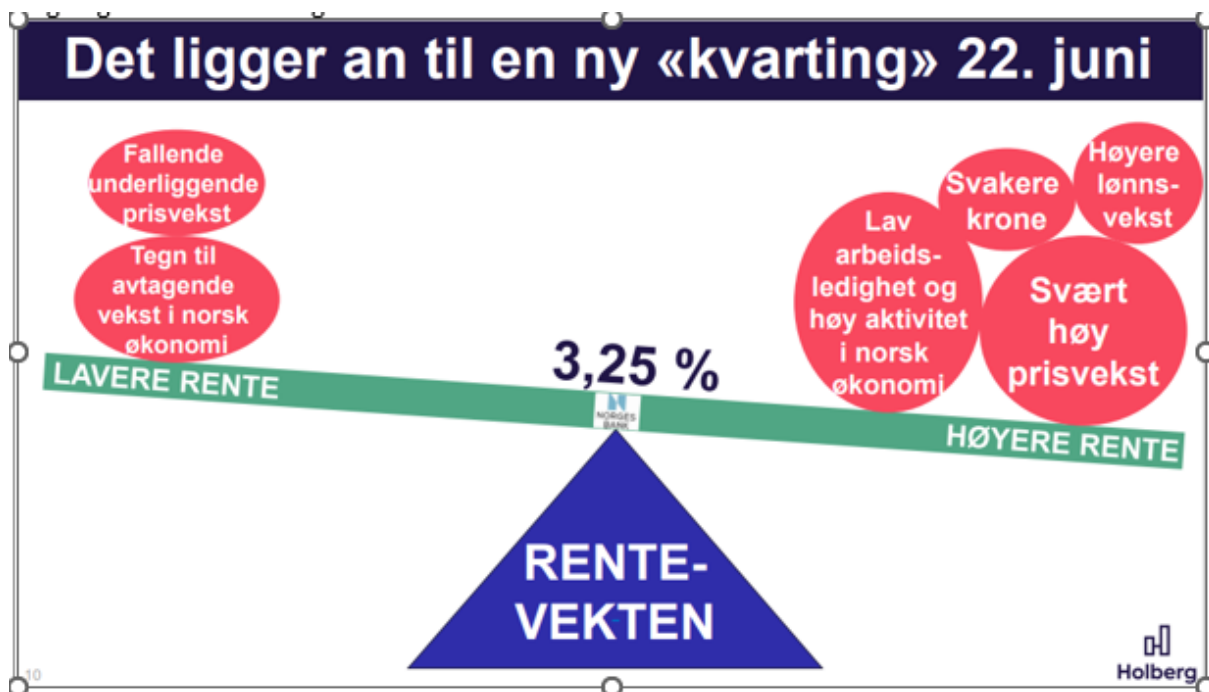 Det ligger an til en ny «kvarting» 22. juni
Fallende
underliggende
prisvekst
Tegn til
avtagende
vekst i norsk
økonomi
Lav
arbeids-
ledighet og
høy aktivitet
i norsk
økonomi
Svakere
krone
Høyere
lønns-
vekst
Svært
høy
prisvekst
3,25 %
LAVERE RENTE
NORGES
BANK
HØYERE RENTE
RENTE-
VEKTEN
10
Holberg